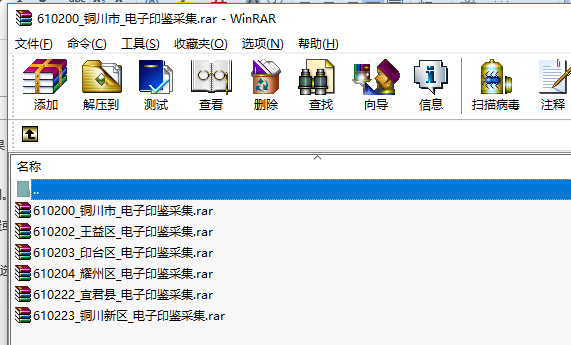 610200_铜川市_电子印鉴采集.rar - WinRAR
文件(F) 命令(C) 工具(S) 收藏夹(O) 选项(N) 帮助(H)
添加 解压到 测试 查看 删除 查找 向导 信息 扫描病毒 注释
名称
..
610200_铜川市_电子印鉴采集.rar
610202_王益区_电子印鉴采集.rar
610203_印台区_电子印鉴采集.rar
610204_耀州区_电子印鉴采集.rar
610222_宜君县_电子印鉴采集.rar
610223_铜川新区_电子印鉴采集.rar